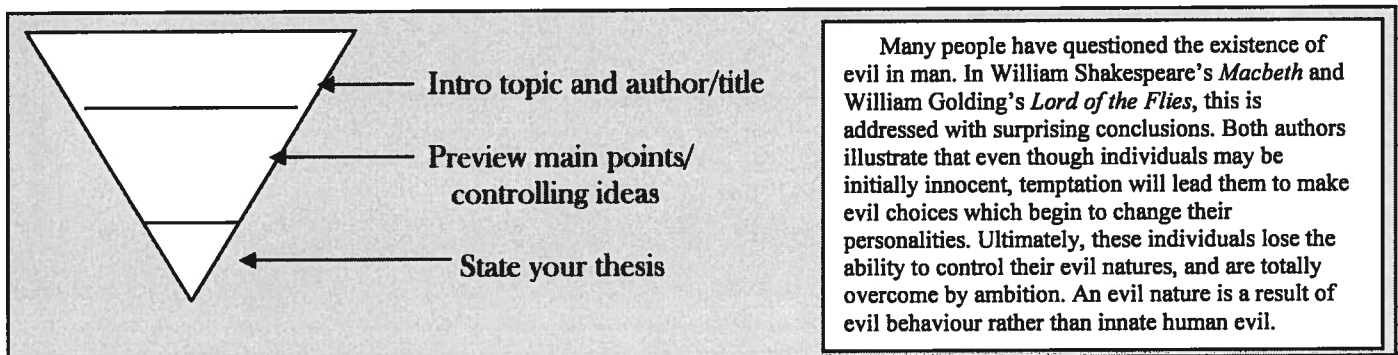 Intro topic and author/title
Preview main points/
controlling ideas
State your thesis
Many people have questioned the existence of
evil in man. In William Shakespeare's Macbeth and
William Golding's Lord of the Flies, this is
addressed with surprising conclusions. Both authors
illustrate that even though individuals may be
initially innocent, temptation will lead them to make
evil choices which begin to change their
personalities. Ultimately, these individuals lose the
ability to control their evil natures, and are totally
overcome by ambition. An evil nature is a result of
evil behaviour rather than innate human evil.